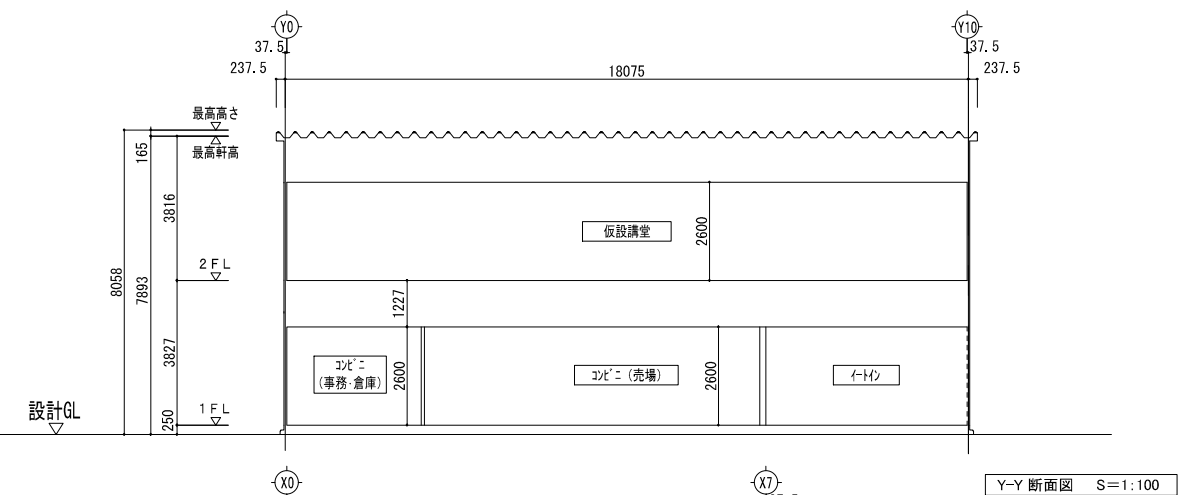 Y0
Y10
37.5
37.5
237.5
18075
237.5
最高高さ
最高軒高
165
3816
仮設講堂
2600
2FL
8058
7893
1227
3827
コンビニ
(事務・倉庫)
2600
コンビニ(売場)
2600
イートイン
1FL
設計GL
250
X0
X7
Y-Y 断面図 S=1:100